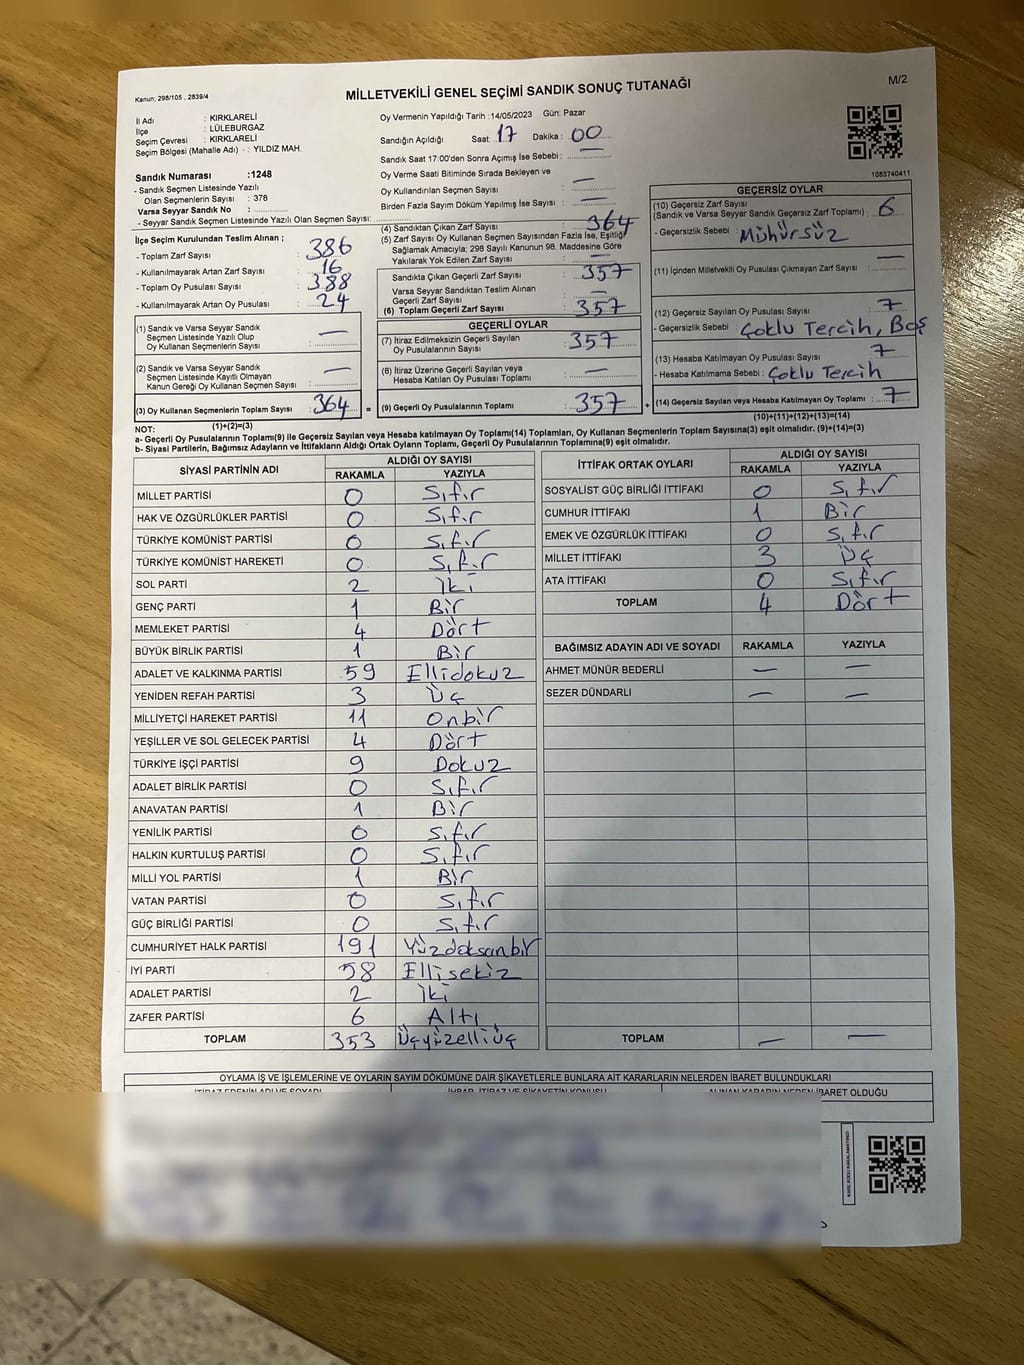 Kanun: 298/105 , 2839/4
MİLLETVEKİLİ GENEL SEÇİMİ SANDIK SONUÇ TUTANAĞI
M/2
İl Adı : KIRKLARELİ
İlçe : LÜLEBURGAZ
Seçim Çevresi : KIRKLARELİ
Seçim Bölgesi (Mahalle Adı) : YILDIZ MAH.
Sandık Numarası :1248
- Sandık Seçmen Listesinde Yazılı
Olan Seçmenlerin Sayısı : 378
Varsa Seyyar Sandık No :
- Seyyar Sandık Seçmen Listesinde Yazılı Olan Seçmen Sayısı:
Oy Vermenin Yapıldığı Tarih :14/05/2023 Gün: Pazar
Sandığın Açıldığı Saat: 17 Dakika : 00
Sandık Saat 17:00'den Sonra Açımış İse Sebebi : —
Oy Verme Saati Bitiminde Sırada Bekleyen ve
Oy Kullandırılan Seçmen Sayısı : —
Birden Fazla Sayım Döküm Yapılmış İse Sayısı : —
1083740411
İlçe Seçim Kurulundan Teslim Alınan ;
- Toplam Zarf Sayısı : 386
- Kullanılmayarak Artan Zarf Sayısı : 16
- Toplam Oy Pusulası Sayısı : 388
- Kullanılmayarak Artan Oy Pusulası : 24
(4) Sandıktan Çıkan Zarf Sayısı : 364
(5) Zarf Sayısı Oy Kullanan Seçmen Sayısından Fazla İse, Eşitliği
Sağlamak Amacıyla; 298 Sayılı Kanunun 98. Maddesine Göre
Yakılarak Yok Edilen Zarf Sayısı : —
Sandıkta Çıkan Geçerli Zarf Sayısı : 357
Varsa Seyyar Sandıktan Teslim Alınan
Geçerli Zarf Sayısı : —
(6) Toplam Geçerli Zarf Sayısı : 357
GEÇERSİZ OYLAR
(10) Geçersiz Zarf Sayısı : 6
(Sandık ve Varsa Seyyar Sandık Geçersiz Zarf Toplamı)
- Geçersizlik Sebebi : Mühürsüz
(11) İçinden Milletvekili Oy Pusulası Çıkmayan Zarf Sayısı : —
(12) Geçersiz Sayılan Oy Pusulası Sayısı : 7
- Geçersizlik Sebebi : Çoklu Tercih, Boş
(13) Hesaba Katılmayan Oy Pusulası Sayısı : 7
- Hesaba Katılmama Sebebi : Çoklu Tercih
(14) Geçersiz Sayılan veya Hesaba Katılmayan Oy Toplamı : 7
(10)+(11)+(12)+(13)=(14)
(1) Sandık ve Varsa Seyyar Sandık
Seçmen Listesinde Yazılı Olup
Oy Kullanan Seçmenlerin Sayısı : —
(2) Sandık ve Varsa Seyyar Sandık
Seçmen Listesinde Kayıtlı Olmayan
Kanun Gereği Oy Kullanan Seçmen Sayısı : —
(3) Oy Kullanan Seçmenlerin Toplam Sayısı : 364 =
(1)+(2)=(3)
GEÇERLİ OYLAR
(7) İtiraz Edilmeksizin Geçerli Sayılan
Oy Pusulalarının Sayısı : 357
(8) İtiraz Üzerine Geçerli Sayılan veya
Hesaba Katılan Oy Pusulası Toplamı : —
(9) Geçerli Oy Pusulalarının Toplamı : 357 +
NOT:
a- Geçerli Oy Pusulalarının Toplamı(9) ile Geçersiz Sayılan veya Hesaba katılmayan Oy Toplamı(14) Toplamları, Oy Kullanan Seçmenlerin Toplam Sayısına(3) eşit olmalıdır. (9)+(14)=(3)
b- Siyasi Partilerin, Bağımsız Adayların ve İttifakların Aldığı Ortak Oyların Toplamı, Geçerli Oy Pusulalarının Toplamına(9) eşit olmalıdır.
SİYASİ PARTİNİN ADI ALDIĞI OY SAYISI
RAKAMLA YAZIYLA
MİLLET PARTİSİ 0 Sıfır
HAK VE ÖZGÜRLÜKLER PARTİSİ 0 Sıfır
TÜRKİYE KOMÜNİST PARTİSİ 0 Sıfır
TÜRKİYE KOMÜNİST HAREKETİ 0 Sıfır
SOL PARTİ 2 İki
GENÇ PARTİ 1 Bir
MEMLEKET PARTİSİ 4 Dört
BÜYÜK BİRLİK PARTİSİ 1 Bir
ADALET VE KALKINMA PARTİSİ 59 Ellidokuz
YENİDEN REFAH PARTİSİ 3 Üç
MİLLİYETÇİ HAREKET PARTİSİ 11 Onbir
YEŞİLLER VE SOL GELECEK PARTİSİ 4 Dört
TÜRKİYE İŞÇİ PARTİSİ 9 Dokuz
ADALET BİRLİK PARTİSİ 0 Sıfır
ANAVATAN PARTİSİ 1 Bir
YENİLİK PARTİSİ 0 Sıfır
HALKIN KURTULUŞ PARTİSİ 0 Sıfır
MİLLİ YOL PARTİSİ 1 Bir
VATAN PARTİSİ 0 Sıfır
GÜÇ BİRLİĞİ PARTİSİ 0 Sıfır
CUMHURİYET HALK PARTİSİ 191 Yüzdoksanbir
İYİ PARTİ 58 Ellisekiz
ADALET PARTİSİ 2 İki
ZAFER PARTİSİ 6 Altı
TOPLAM 353 Üçyüzelliüç
İTTİFAK ORTAK OYLARI ALDIĞI OY SAYISI
RAKAMLA YAZIYLA
SOSYALİST GÜÇ BİRLİĞİ İTTİFAKI 0 Sıfır
CUMHUR İTTİFAKI 1 Bir
EMEK VE ÖZGÜRLÜK İTTİFAKI 0 Sıfır
MİLLET İTTİFAKI 3 Üç
ATA İTTİFAKI 0 Sıfır
TOPLAM 4 Dört
BAĞIMSIZ ADAYIN ADI VE SOYADI RAKAMLA YAZIYLA
AHMET MÜNÜR BEDERLİ — —
SEZER DÜNDARLI — —
TOPLAM — —
OYLAMA İŞ VE İŞLEMLERİNE VE OYLARIN SAYIM DÖKÜMÜNE DAİR ŞİKAYETLERLE BUNLARA AİT KARARLARIN NELERDEN İBARET BULUNDUKLARI
İTİRAZ EDENİN ADI VE SOYADI İHBAR, İTİRAZ VE ŞİKAYETİN KONUSU ALINAN KARARIN NEDEN İBARET OLDUĞU